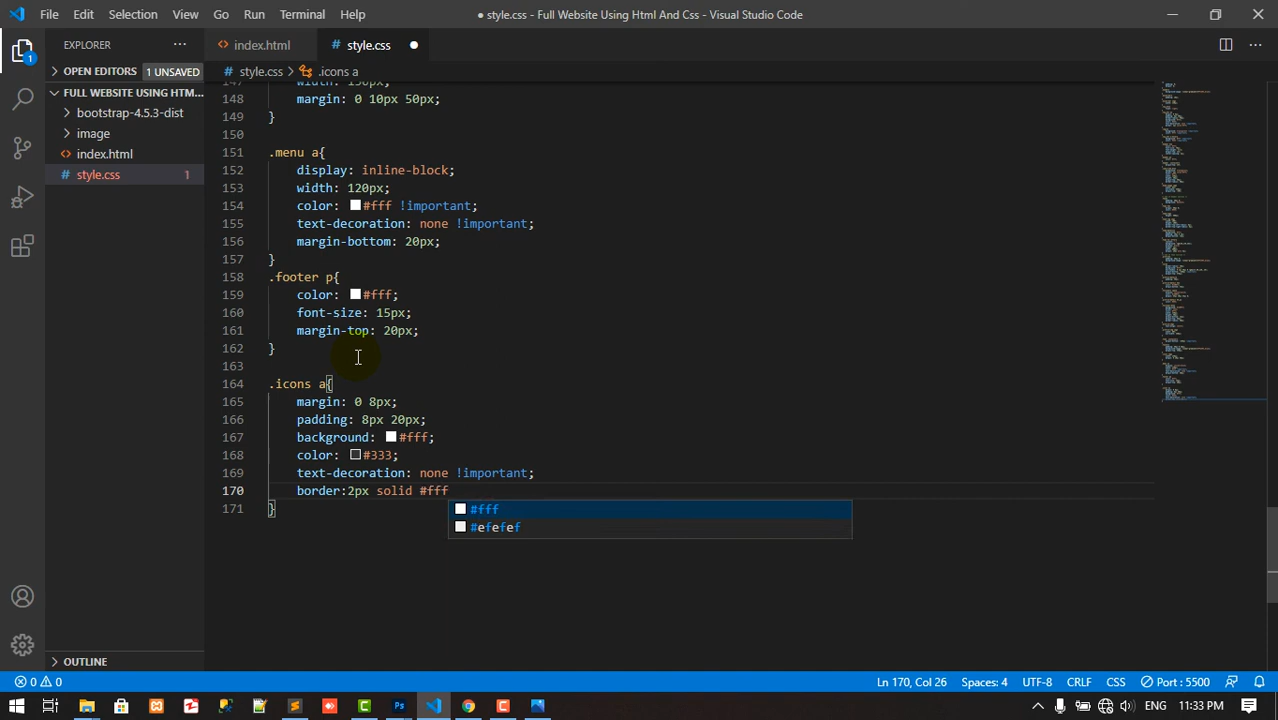 File Edit Selection View Go Run Terminal Help
● style.css - Full Website Using Html And Css - Visual Studio Code
EXPLORER ...
<> index.html
# style.css ●
OPEN EDITORS 1 UNSAVED
# style.css > .icons a
FULL WEBSITE USING HTM...
bootstrap-4.5.3-dist
image
<> index.html
# style.css 1
148 margin: 0 10px 50px;
149 }
150
151 .menu a{
152 display: inline-block;
153 width: 120px;
154 color: #fff !important;
155 text-decoration: none !important;
156 margin-bottom: 20px;
157 }
158 .footer p{
159 color: #fff;
160 font-size: 15px;
161 margin-top: 20px;
162 }
163
164 .icons a{
165 margin: 0 8px;
166 padding: 8px 20px;
167 background: #fff;
168 color: #333;
169 text-decoration: none !important;
170 border:2px solid #fff
171 }
#fff
#efefef
1
OUTLINE
0 0 Ln 170, Col 26 Spaces: 4 UTF-8 CRLF CSS Port : 5500
ENG 11:33 PM